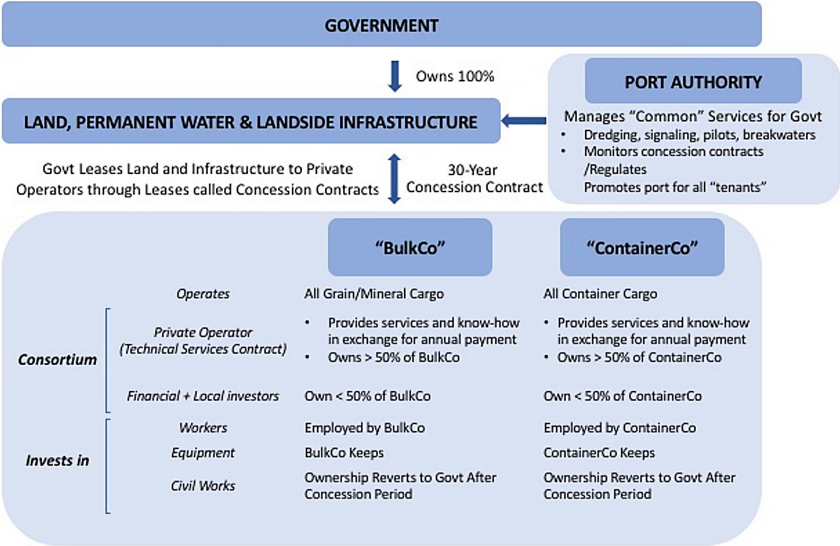 GOVERNMENT
Owns 100%
PORT AUTHORITY
Manages “Common” Services for Govt
• Dredging, signaling, pilots, breakwaters
• Monitors concession contracts
/Regulates
Promotes port for all “tenants”
LAND, PERMANENT WATER & LANDSIDE INFRASTRUCTURE
Govt Leases Land and Infrastructure to Private
Operators through Leases called Concession Contracts
30-Year
Concession Contract
“BulkCo”
“ContainerCo”
Operates
All Grain/Mineral Cargo
All Container Cargo
Consortium
Private Operator
(Technical Services Contract)
• Provides services and know-how
in exchange for annual payment
• Owns > 50% of BulkCo
• Provides services and know-how
in exchange for annual payment
• Owns > 50% of ContainerCo
Financial + Local investors
Own < 50% of BulkCo
Own < 50% of ContainerCo
Invests in
Workers
Employed by BulkCo
Employed by ContainerCo
Equipment
BulkCo Keeps
ContainerCo Keeps
Civil Works
Ownership Reverts to Govt After
Concession Period
Ownership Reverts to Govt After
Concession Period